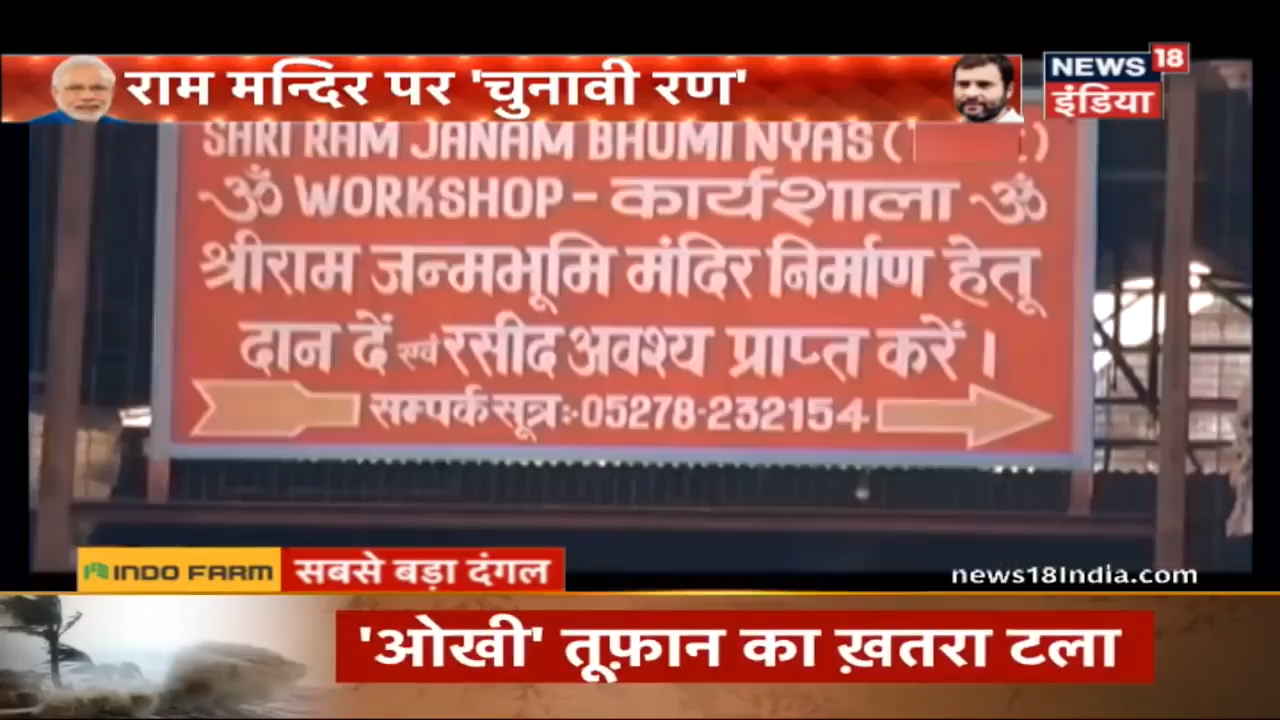 राम मन्दिर पर 'चुनावी रण'
NEWS 18
इंडिया
SHRI RAM JANAM BHUMI NYAS ( )
ॐ WORKSHOP - कार्यशाला ॐ
श्रीराम जन्मभूमि मंदिर निर्माण हेतू
दान दें एवं रसीद अवश्य प्राप्त करें ।
सम्पर्क सूत्रः-05278-232154
INDO FARM सबसे बड़ा दंगल
news18India.com
'ओखी' तूफ़ान का ख़तरा टला